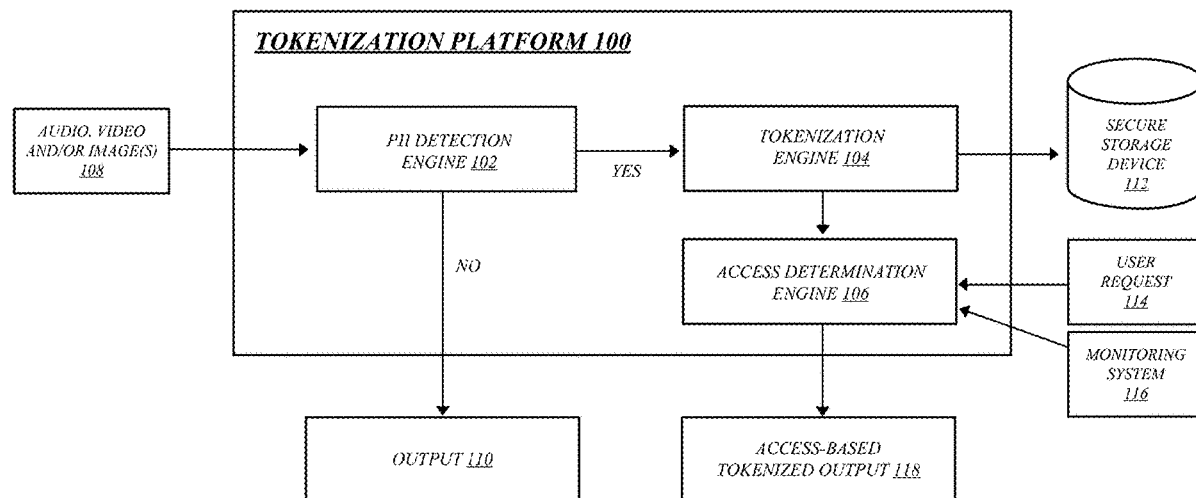 TOKENIZATION PLATFORM 100
AUDIO, VIDEO
AND/OR IMAGE(S)
108
PII DETECTION
ENGINE 102
YES
TOKENIZATION
ENGINE 104
SECURE
STORAGE
DEVICE
112
NO
ACCESS DETERMINATION
ENGINE 106
USER
REQUEST
114
MONITORING
SYSTEM
116
OUTPUT 110
ACCESS-BASED
TOKENIZED OUTPUT 118